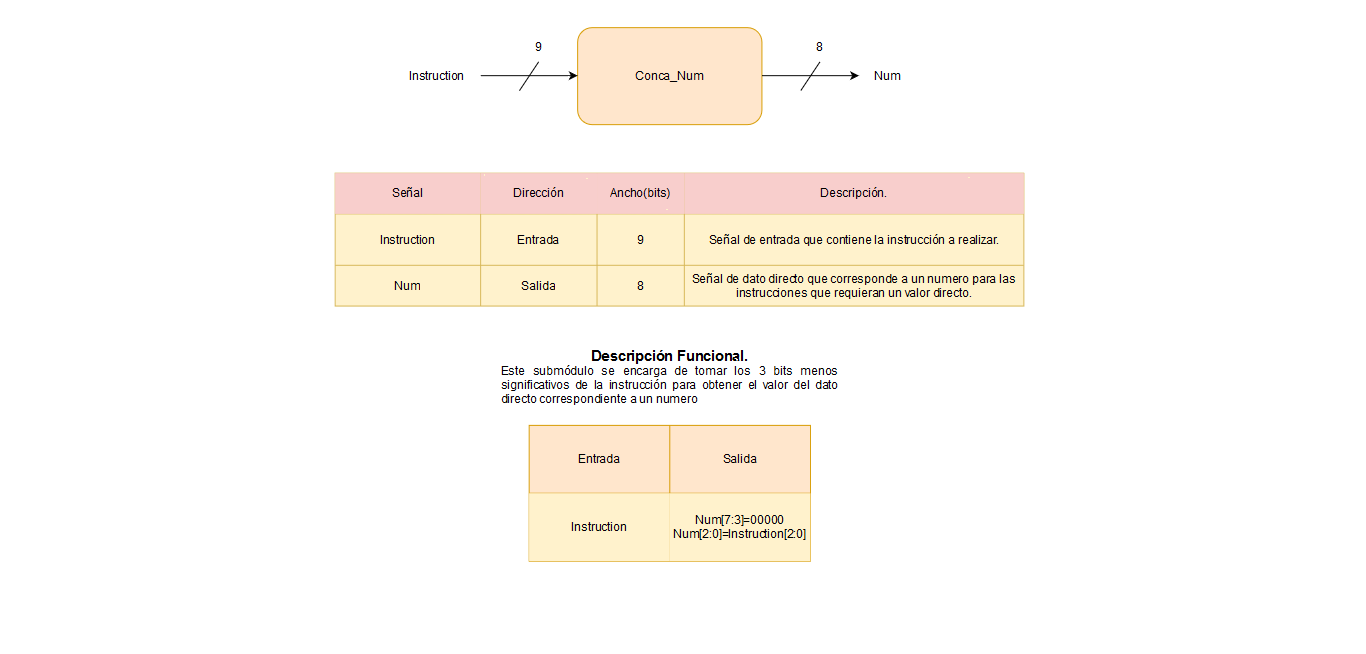 9
8
Instruction
Conca_Num
Num
Señal
Dirección
Ancho(bits)
Descripción.
Instruction
Entrada
9
Señal de entrada que contiene la instrucción a realizar.
Num
Salida
8
Señal de dato directo que corresponde a un numero para las
instrucciones que requieran un valor directo.
Descripción Funcional.
Este submódulo se encarga de tomar los 3 bits menos
significativos de la instrucción para obtener el valor del dato
directo correspondiente a un numero
Entrada
Salida
Instruction
Num[7:3]=00000
Num[2:0]=Instruction[2:0]